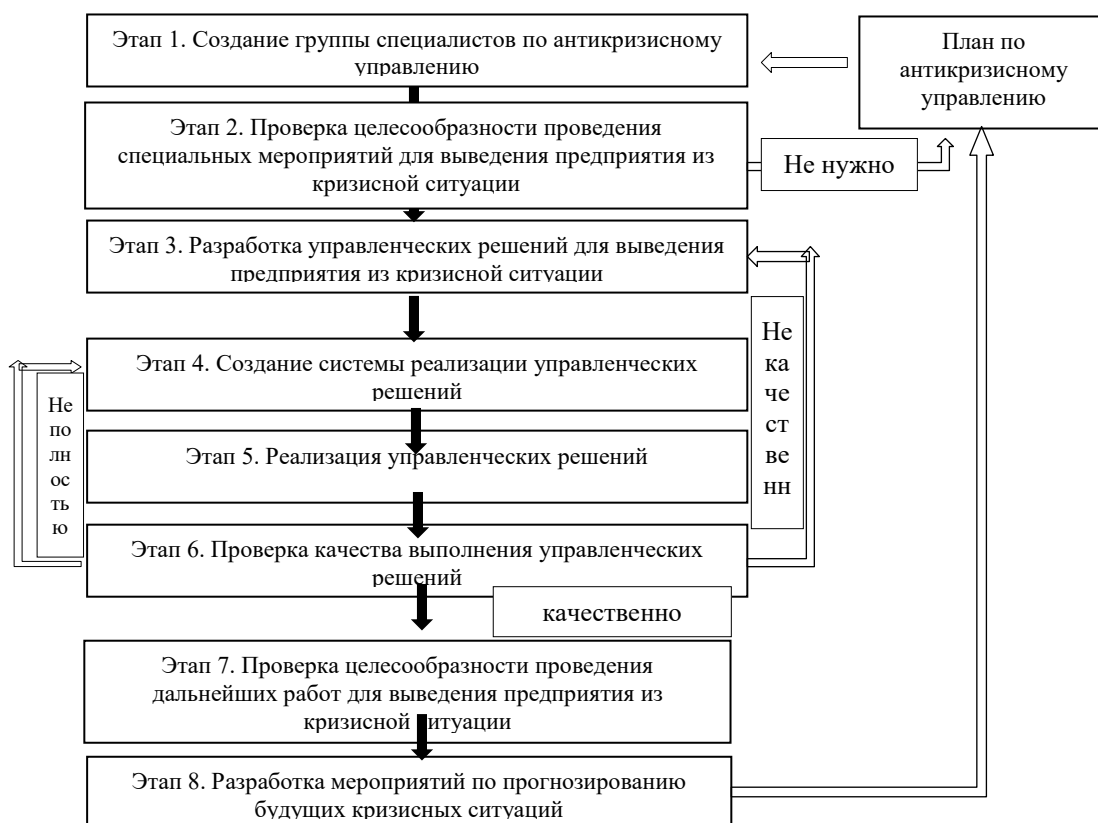 Этап 1. Создание группы специалистов по антикризисному
управлению
План по
антикризисному
управлению
Этап 2. Проверка целесообразности проведения
специальных мероприятий для выведения предприятия из
кризисной ситуации
Не нужно
Этап 3. Разработка управленческих решений для выведения
предприятия из кризисной ситуации
Не
ка
че
ст
ве
нн
Этап 4. Создание системы реализации управленческих
решений
Не
по
лн
ос
ть
ю
Этап 5. Реализация управленческих решений
Этап 6. Проверка качества выполнения управленческих
решений
качественно
Этап 7. Проверка целесообразности проведения
дальнейших работ для выведения предприятия из
кризисной ситуации
Этап 8. Разработка мероприятий по прогнозированию
будущих кризисных ситуаций